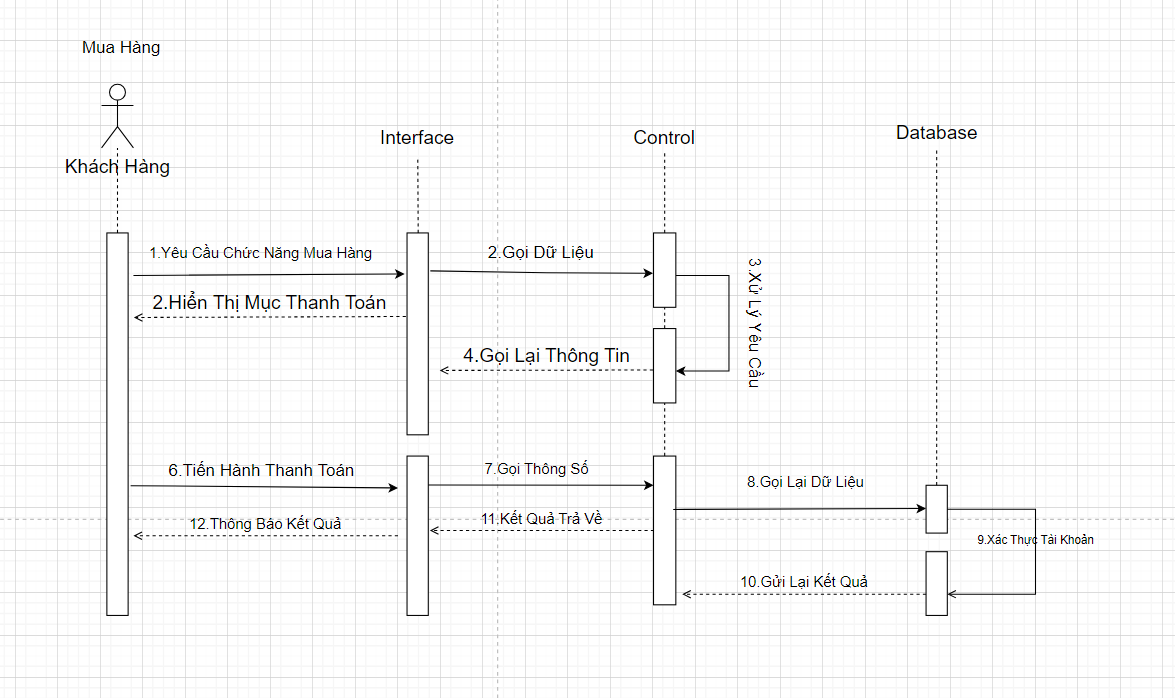 Mua Hàng
Khách Hàng
Interface
Control
Database
1.Yêu Cầu Chức Năng Mua Hàng
2.Gọi Dữ Liệu
3.Xử Lý Yêu Cầu
2.Hiển Thị Mục Thanh Toán
4.Gọi Lại Thông Tin
6.Tiến Hành Thanh Toán
7.Gọi Thông Số
8.Gọi Lại Dữ Liệu
12.Thông Báo Kết Quả
11.Kết Quả Trả Về
9.Xác Thực Tài Khoản
10.Gửi Lại Kết Quả